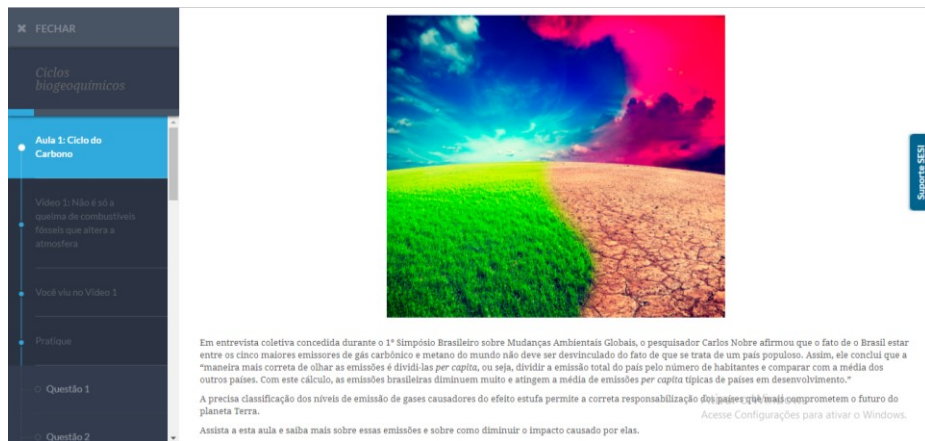 FECHAR
Ciclos
biogeoquímicos
Aula 1: Ciclo do
Carbono
Vídeo 1: Não é só a
queima de combustíveis
fósseis que altera a
atmosfera
Você viu no Vídeo 1
Pratique
Questão 1
Questão 2
Suporte SESI
Em entrevista coletiva concedida durante o 1º Simpósio Brasileiro sobre Mudanças Ambientais Globais, o pesquisador Carlos Nobre afirmou que o fato de o Brasil estar
entre os cinco maiores emissores de gás carbônico e metano do mundo não deve ser desvinculado do fato de que se trata de um país populoso. Assim, ele conclui que a
“maneira mais correta de olhar as emissões é dividi-las per capita, ou seja, dividir a emissão total do país pelo número de habitantes e comparar com a média dos
outros países. Com este cálculo, as emissões brasileiras diminuem muito e atingem a média de emissões per capita típicas de países em desenvolvimento.”
A precisa classificação dos níveis de emissão de gases causadores do efeito estufa permite a correta responsabilização dos países que mais comprometem o futuro do
planeta Terra.
Acesse Configurações para ativar o Windows.
Assista a esta aula e saiba mais sobre essas emissões e sobre como diminuir o impacto causado por elas.